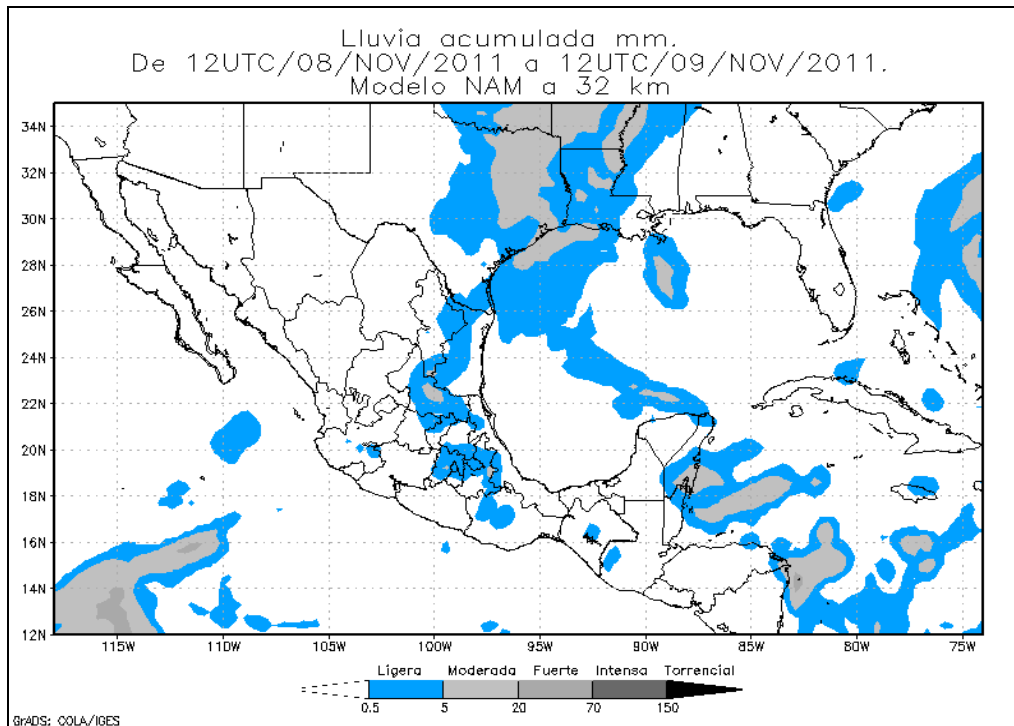 Lluvia acumulada mm.
De 12UTC/08/NOV/2011 a 12UTC/09/NOV/2011.
Modelo NAM a 32 km
34N
32N
30N
28N
26N
24N
22N
20N
18N
16N
14N
12N
115W 110W 105W 100W 95W 90W 85W 80W 75W
Ligera Moderada Fuerte Intensa Torrencial
0.5 5 20 70 150
GrADS: COLA/IGES